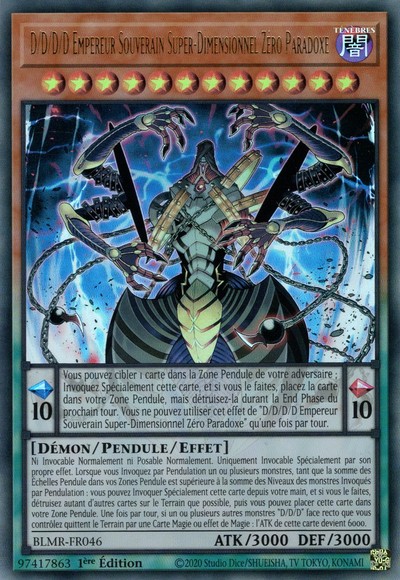 D/D/D/D Empereur Souverain Super-Dimensionnel Zéro Paradoxe
TÉNÈBRES
闇
Vous pouvez cibler 1 carte dans la Zone Pendule de votre adversaire ;
Invoquez Spécialement cette carte, et si vous le faites, placez la carte
dans votre Zone Pendule, mais détruisez-la durant la End Phase du
prochain tour. Vous ne pouvez utiliser cet effet de "D/D/D/D Empereur
Souverain Super-Dimensionnel Zéro Paradoxe" qu'une fois par tour.
10
10
[DÉMON/PENDULE/EFFET]
Ni Invocable Normalement ni Posable Normalement. Uniquement Invocable Spécialement par son
propre effet. Lorsque vous Invoquez par Pendulation un ou plusieurs monstres, tant que la somme des
Échelles Pendule dans vos Zones Pendule est supérieure à la somme des Niveaux des monstres Invoqués
par Pendulation : vous pouvez Invoquer Spécialement cette carte depuis votre main, et si vous le faites,
détruisez autant d'autres cartes sur le Terrain que possible, puis vous pouvez placer cette carte dans
votre Zone Pendule. Une fois par tour, si un ou plusieurs autres monstres "D/D/D" face recto que vous
contrôlez quittent le Terrain par une Carte Magie ou effet de Magie : l'ATK de cette carte devient 6000.
BLMR-FR046
ATK/3000 DEF/3000
97417863 1ère Édition
©2020 Studio Dice/SHUEISHA, TV TOKYO, KONAMI